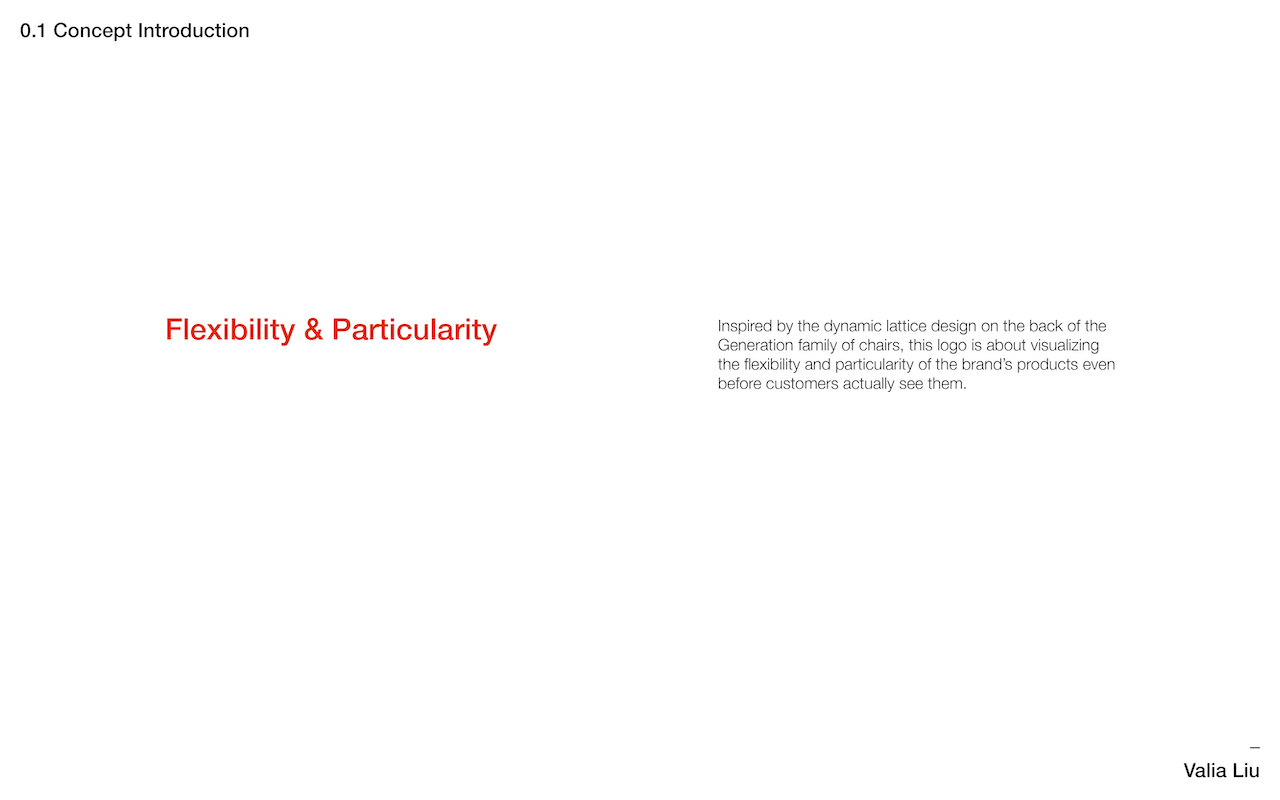 0.1 Concept Introduction
Flexibility & Particularity
Inspired by the dynamic lattice design on the back of the
Generation family of chairs, this logo is about visualizing
the flexibility and particularity of the brand’s products even
before customers actually see them.
–
Valia Liu